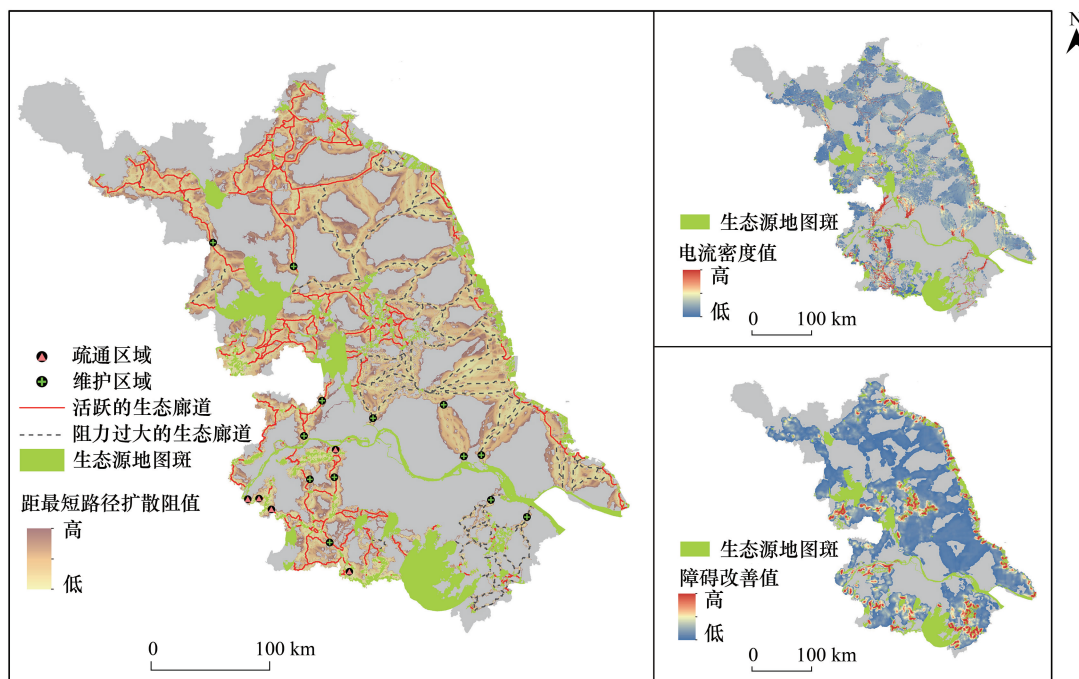 疏通区域
维护区域
活跃的生态廊道
阻力过大的生态廊道
生态源地图斑
距最短路径扩散阻值
高
低
0 100 km
生态源地图斑
电流密度值
高
低
0 100 km
生态源地图斑
障碍改善值
高
低
0 100 km
N